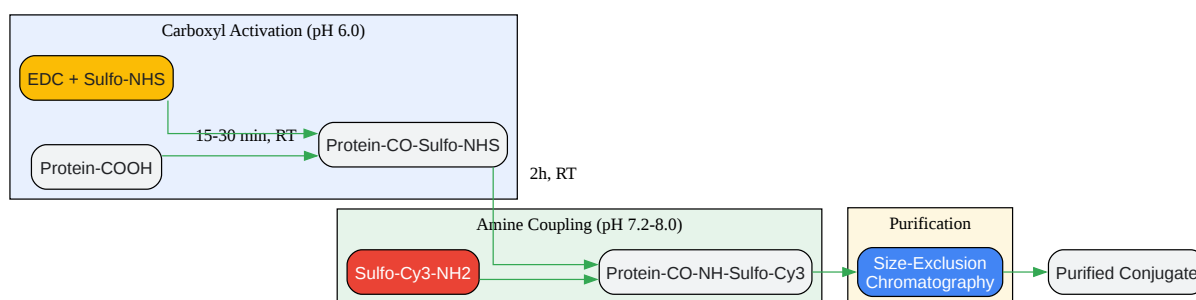 Carboxyl Activation (pH 6.0)
EDC + Sulfo-NHS
15-30 min, RT
Protein-COOH
Protein-CO-Sulfo-NHS
2h, RT
Amine Coupling (pH 7.2-8.0)
Sulfo-Cy3-NH2
Protein-CO-NH-Sulfo-Cy3
Purification
Size-Exclusion
Chromatography
Purified Conjugate